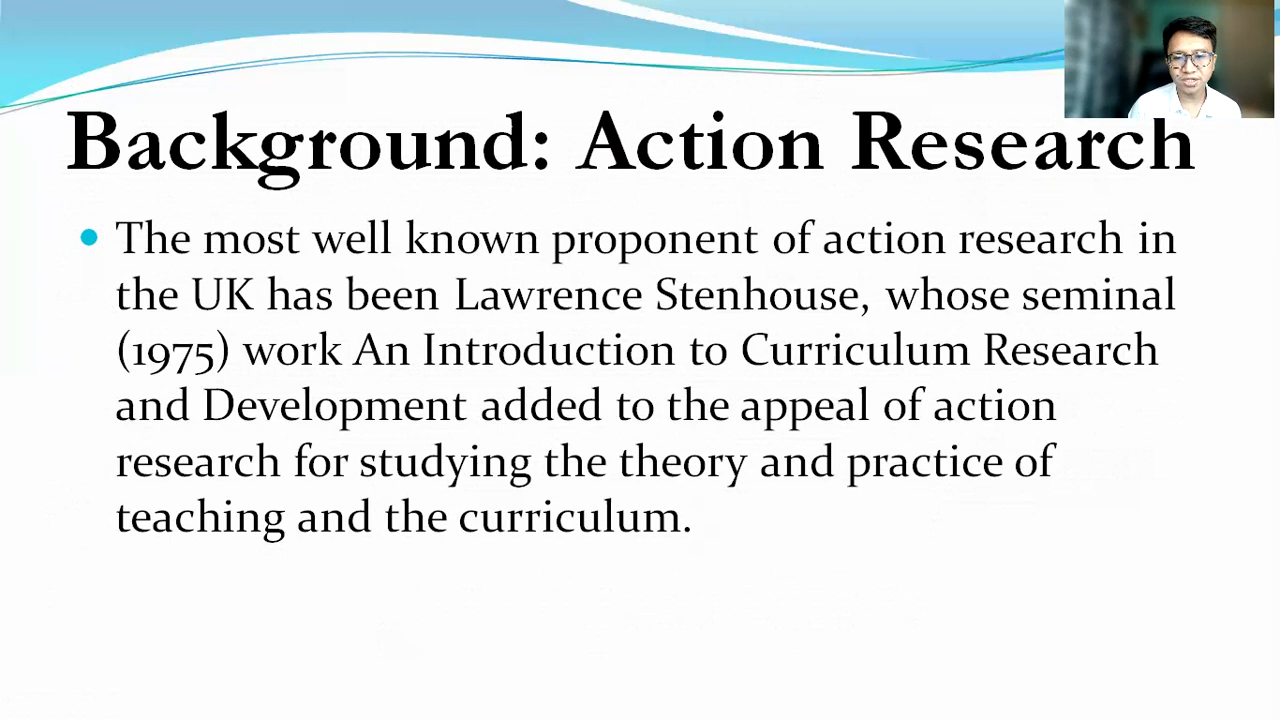 Background: Action Research
The most well known proponent of action research in
the UK has been Lawrence Stenhouse, whose seminal
(1975) work An Introduction to Curriculum Research
and Development added to the appeal of action
research for studying the theory and practice of
teaching and the curriculum.